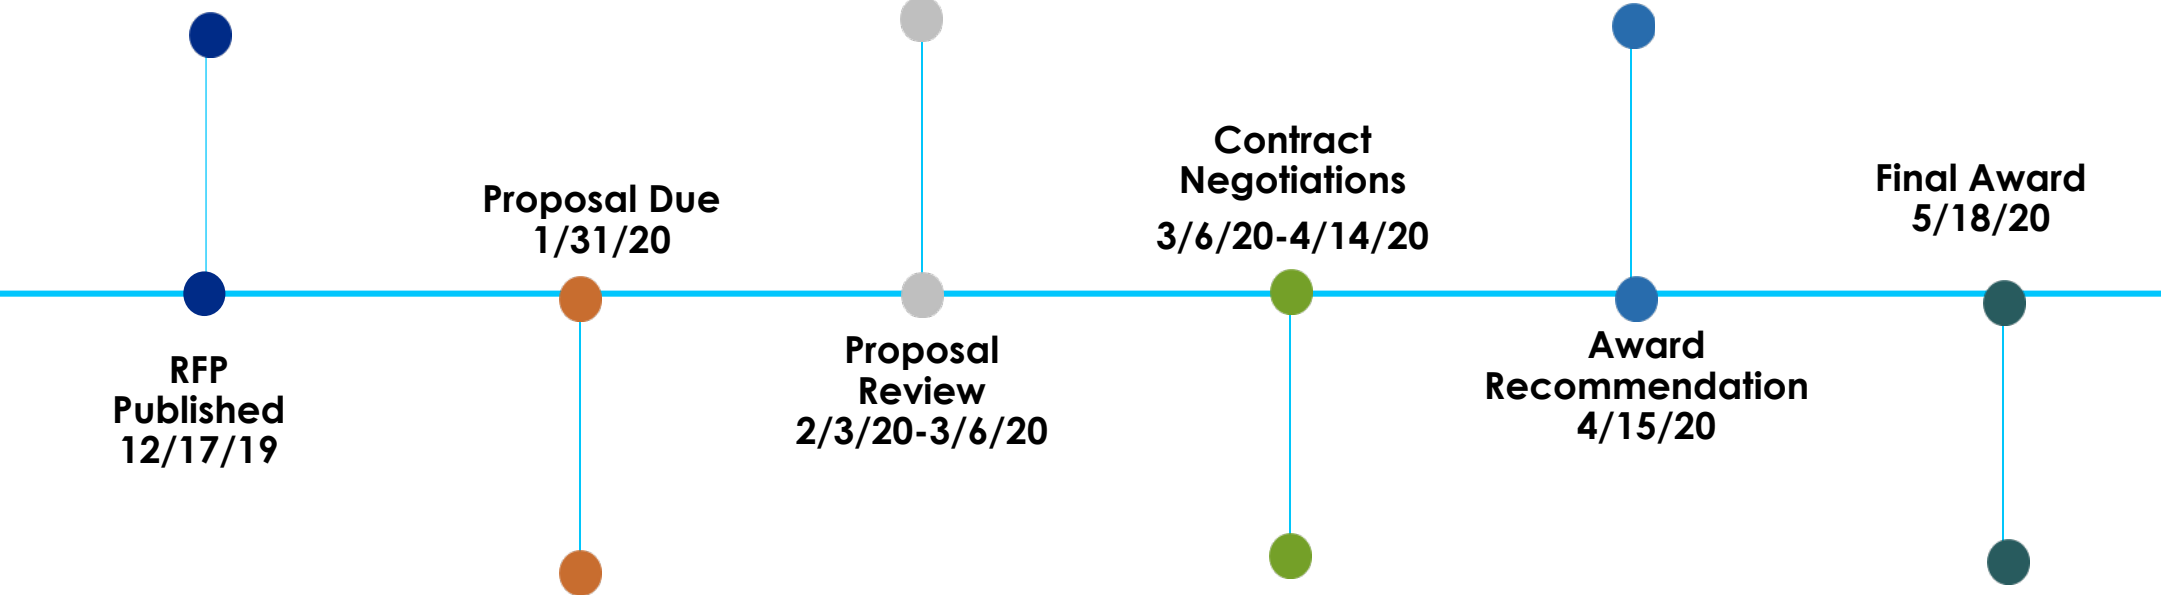 RFP
Published
12/17/19
Proposal Due
1/31/20
Proposal
Review
2/3/20-3/6/20
Contract
Negotiations
3/6/20-4/14/20
Award
Recommendation
4/15/20
Final Award
5/18/20